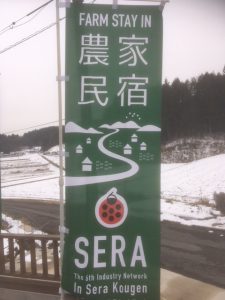 FARM STAY IN
農家
民宿
SERA
The 6th Industry Network
In Sera Kougen